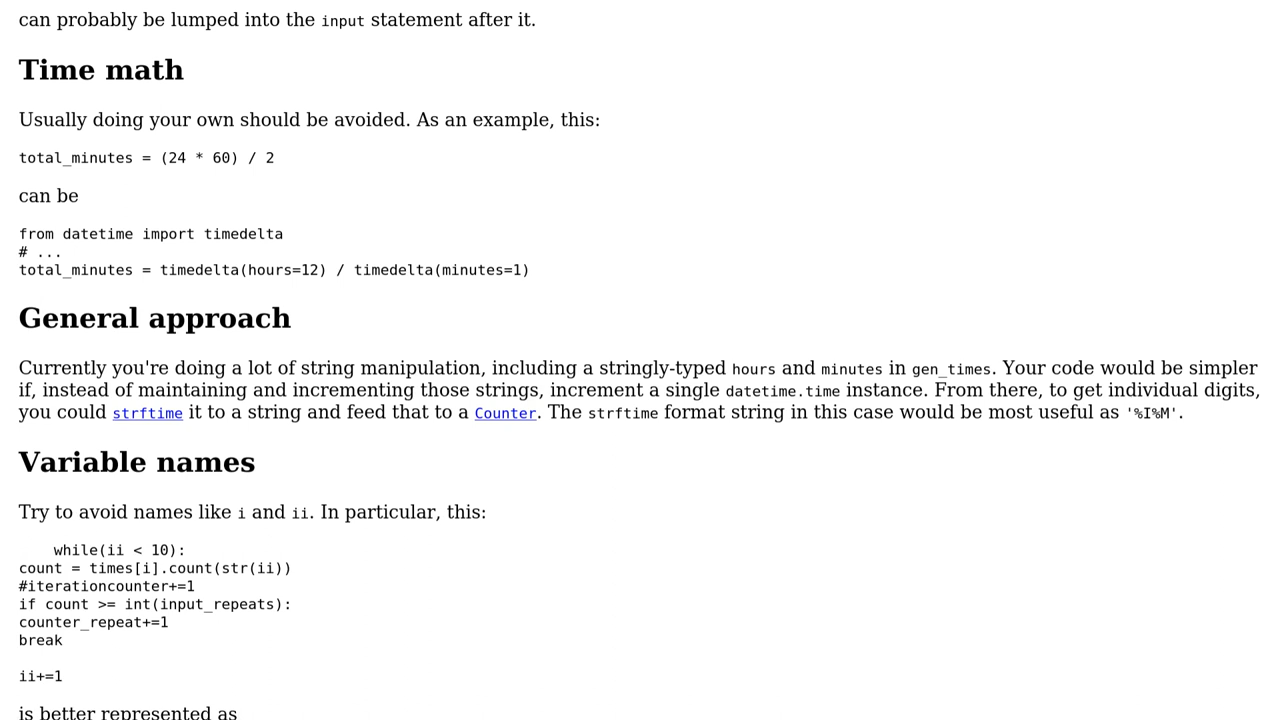 can probably be lumped into the input statement after it.
Time math
Usually doing your own should be avoided. As an example, this:
total_minutes = (24 * 60) / 2
can be
from datetime import timedelta
# ...
total_minutes = timedelta(hours=12) / timedelta(minutes=1)
General approach
Currently you're doing a lot of string manipulation, including a stringly-typed hours and minutes in gen_times. Your code would be simpler
if, instead of maintaining and incrementing those strings, increment a single datetime.time instance. From there, to get individual digits,
you could strftime it to a string and feed that to a Counter. The strftime format string in this case would be most useful as '%I%M'.
Variable names
Try to avoid names like i and ii. In particular, this:
    while(ii < 10):
count = times[i].count(str(ii))
#iterationcounter+=1
if count >= int(input_repeats):
counter_repeat+=1
break
ii+=1
is better represented as